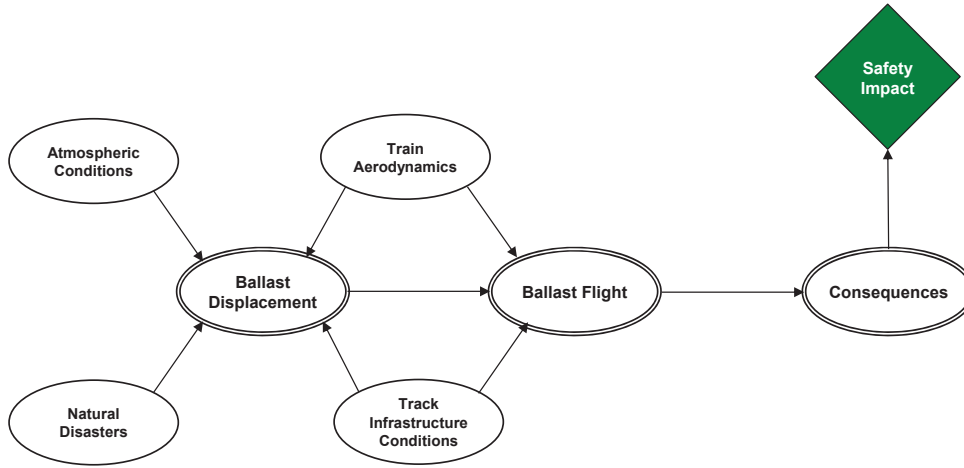 Safety
Impact
Atmospheric
Conditions
Train
Aerodynamics
Ballast
Displacement
Ballast Flight
Consequences
Natural
Disasters
Track
Infrastructure
Conditions